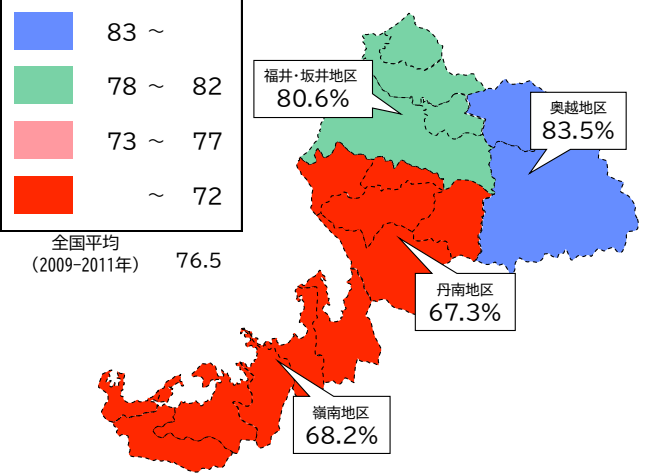 83 ~
78 ~ 82
73 ~ 77
~ 72
全国平均
(2009-2011年) 76.5
福井・坂井地区
80.6%
奥越地区
83.5%
丹南地区
67.3%
嶺南地区
68.2%